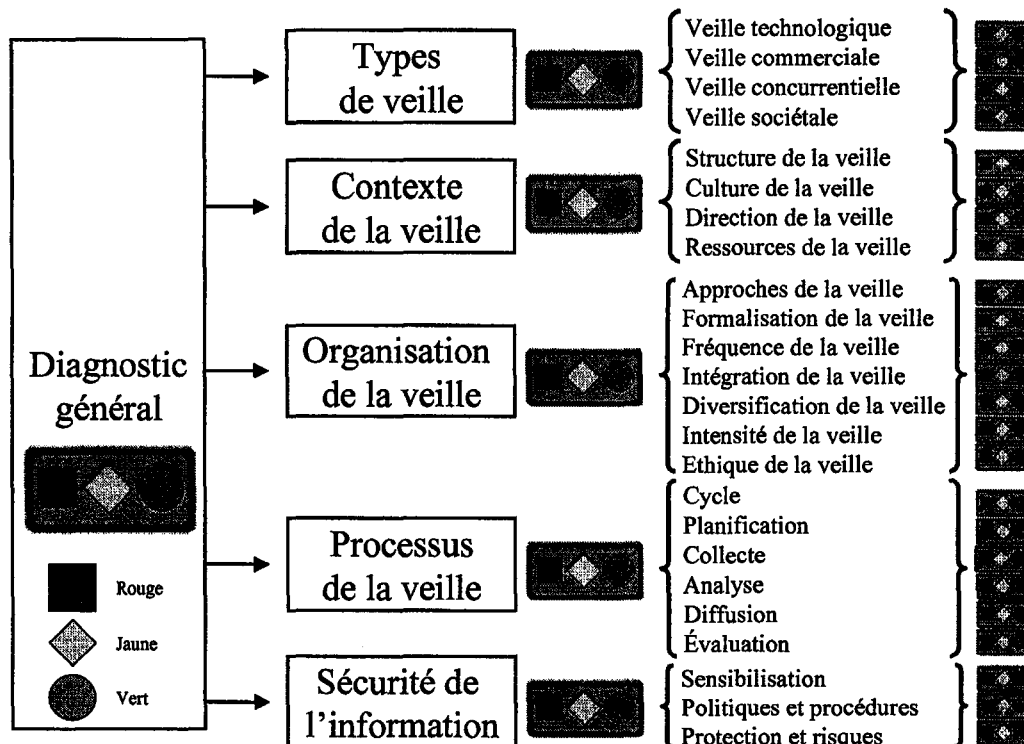 Diagnostic
général
Rouge
Jaune
Vert
Types
de veille
Veille technologique
Veille commerciale
Veille concurrentielle
Veille sociétale
Contexte
de la veille
Structure de la veille
Culture de la veille
Direction de la veille
Ressources de la veille
Organisation
de la veille
Approches de la veille
Formalisation de la veille
Fréquence de la veille
Intégration de la veille
Diversification de la veille
Intensité de la veille
Ethique de la veille
Processus
de la veille
Cycle
Planification
Collecte
Analyse
Diffusion
Évaluation
Sécurité de
l'information
Sensibilisation
Politiques et procédures
Protection et risques